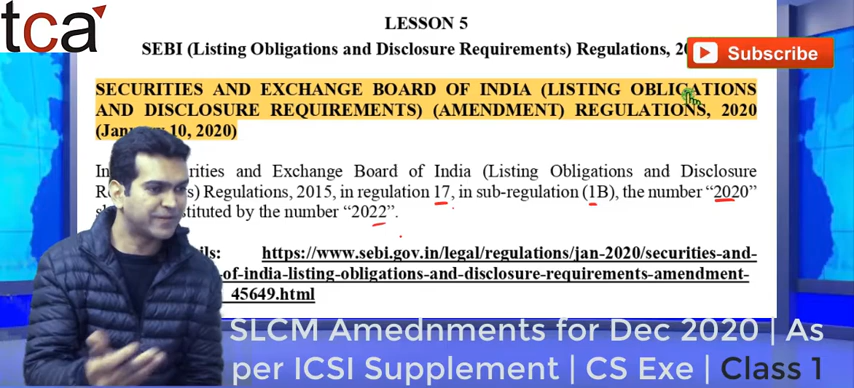 tca
LESSON 5
SEBI (Listing Obligations and Disclosure Requirements) Regulations,
Subscribe
SECURITIES AND EXCHANGE BOARD OF INDIA (LISTING OBLIGATIONS
AND DISCLOSURE REQUIREMENTS) (AMENDMENT) REGULATIONS, 2020
10, 2020)
and Exchange Board of India (Listing Obligations and Disclosure
Regulations, 2015, in regulation 17, in sub-regulation (1B), the number “2020”
by the number “2022”.
https://www.sebi.gov.in/legal/regulations/jan-2020/securities-and-
of-india-listing-obligations-and-disclosure-requirements-amendment-
45649.html
SLCM Amednments for Dec 2020 | As
per ICSI Supplement | CS Exe | Class 1